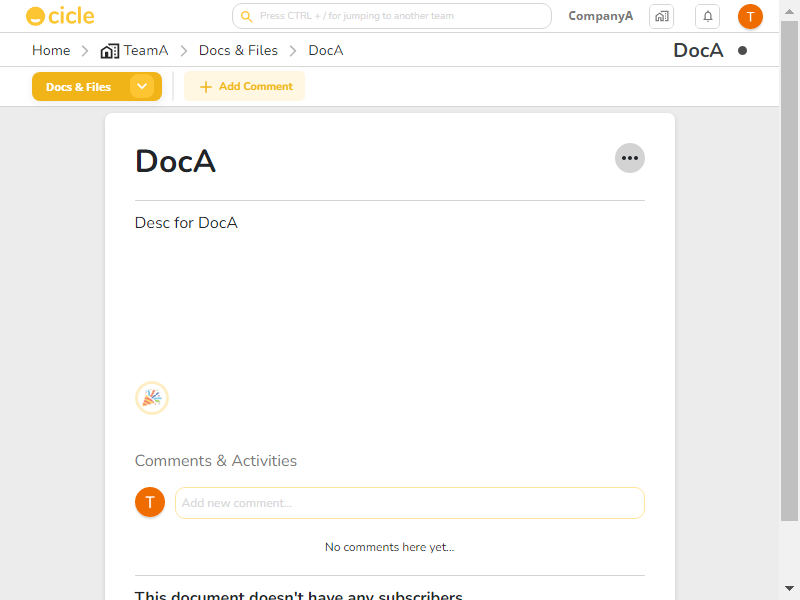 cicle
Press CTRL + / for jumping to another team
CompanyA
T
Home
TeamA
Docs & Files
DocA
DocA
Docs & Files
Add Comment
DocA
Desc for DocA
Comments & Activities
T
Add new comment...
No comments here yet...
This document doesn't have any subscribers